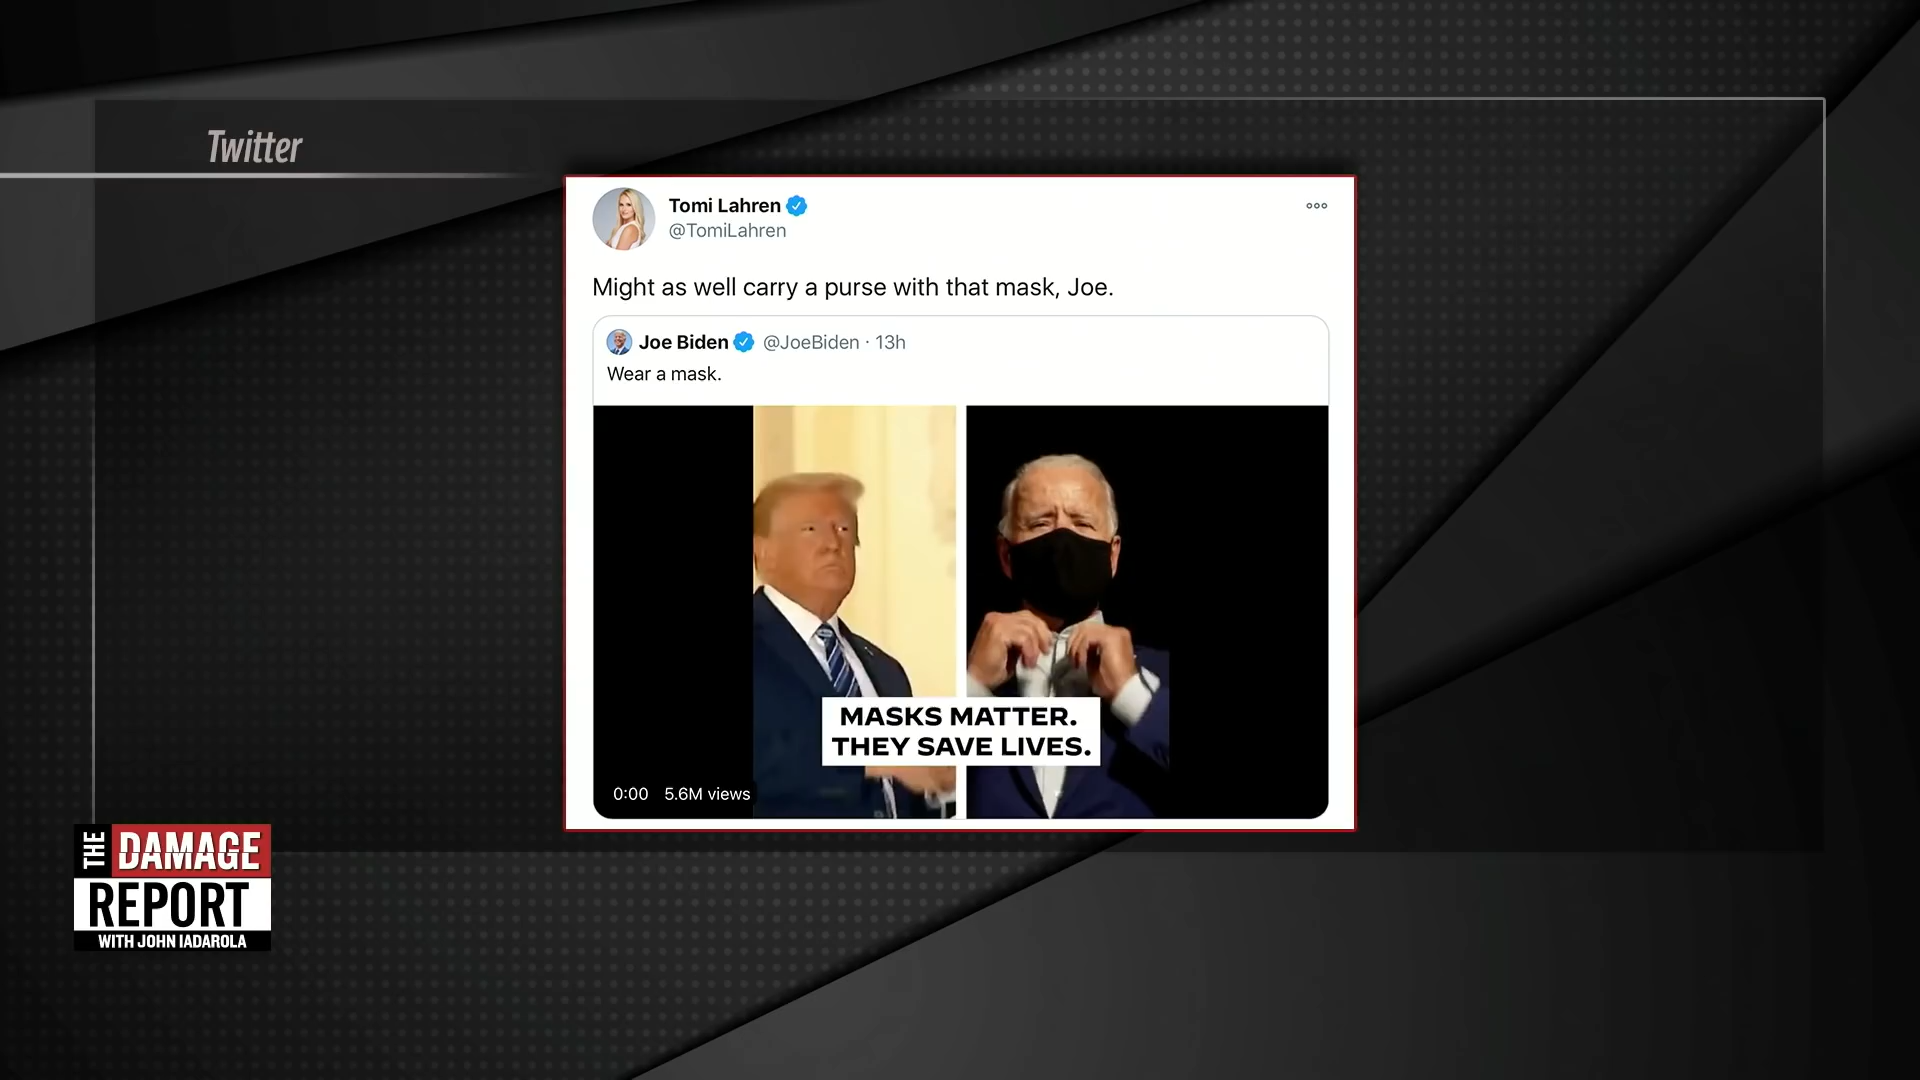 Twitter
Tomi Lahren
@TomiLahren
Might as well carry a purse with that mask, Joe.
Joe Biden @JoeBiden · 13h
Wear a mask.
MASKS MATTER.
THEY SAVE LIVES.
0:00 5.6M views
THE DAMAGE
REPORT
WITH JOHN IADAROLA